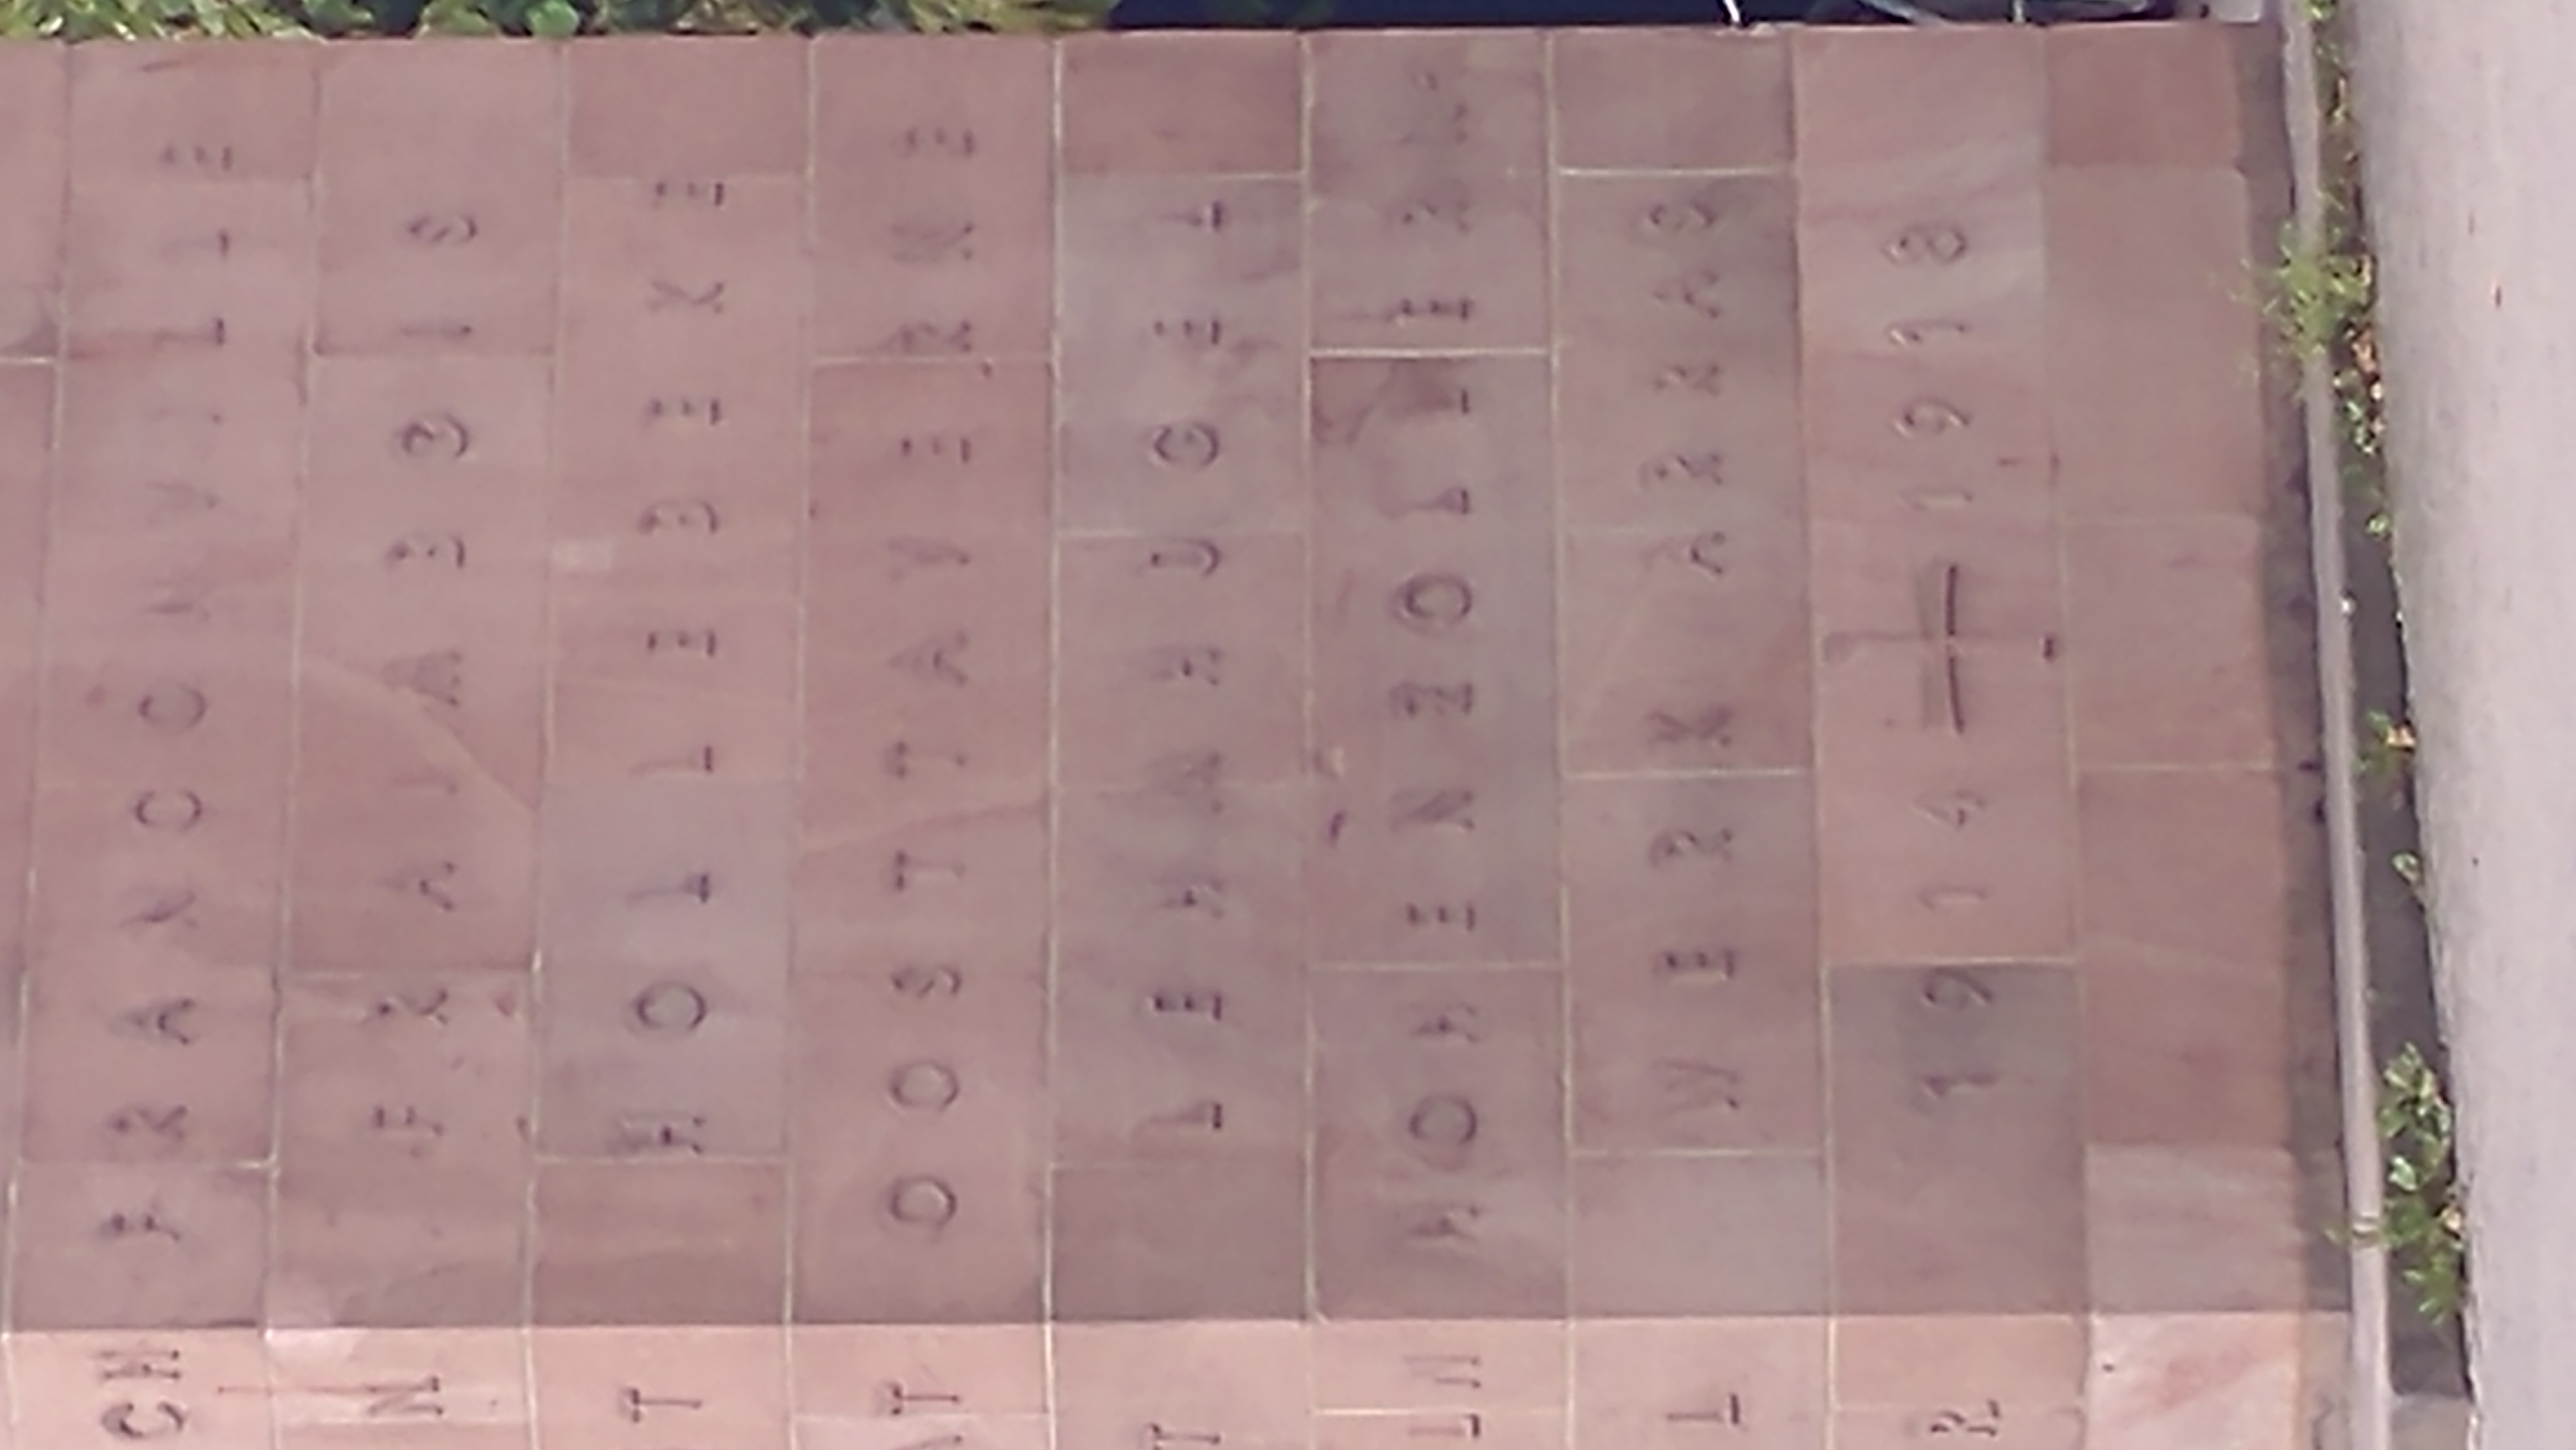 CH FRANCONVILLE
N FRAIMBOIS
T HOLLEBEKE
AT OOSTTAVERNE
T LEHMHUGEL
LN HOHENZOLLERN-
L WERK ARRAS
R 1914 1918